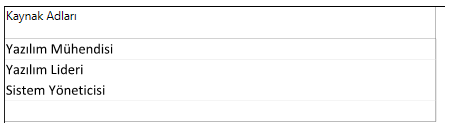 Kaynak Adları
Yazılım Mühendisi
Yazılım Lideri
Sistem Yöneticisi